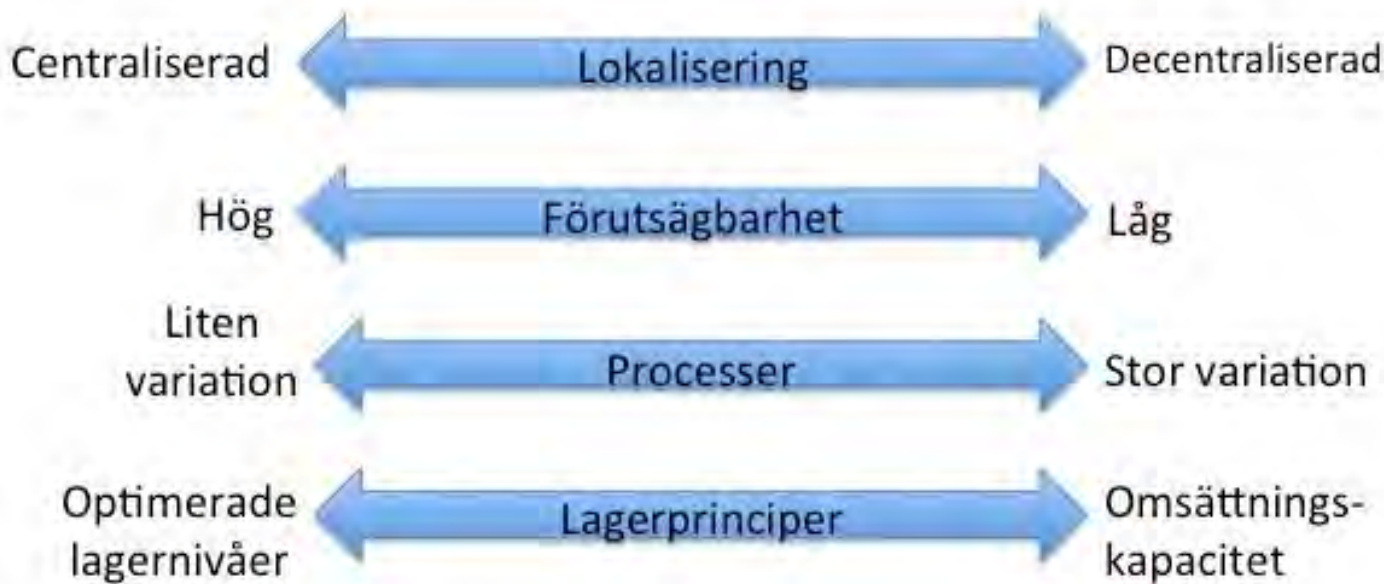 Centraliserad Lokalisering Decentraliserad
Hög Förutsägbarhet Låg
Liten
variation Processer Stor variation
Optimerade
lagernivåer Lagerprinciper Omsättnings-
kapacitet